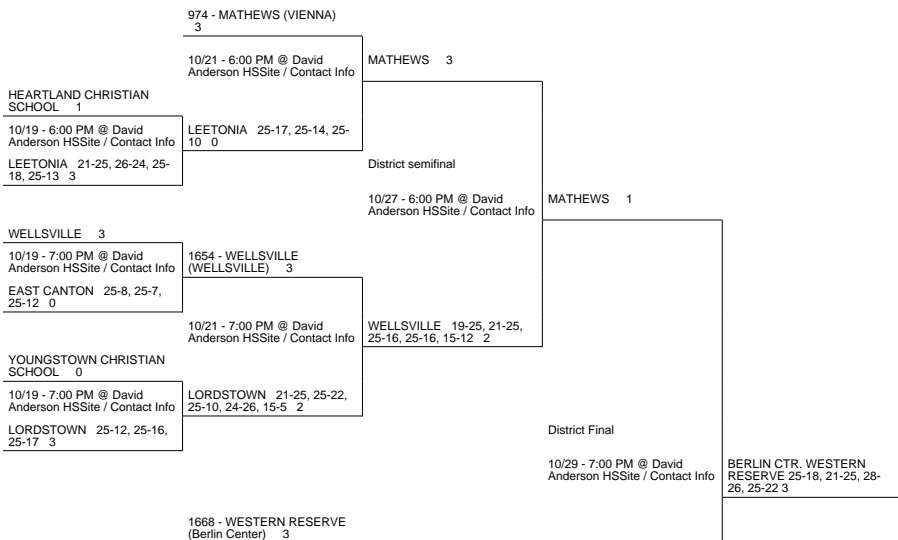 974 - MATHEWS (VIENNA)
3
10/21 - 6:00 PM @ David
Anderson HSSite / Contact Info
MATHEWS 3
HEARTLAND CHRISTIAN
SCHOOL 1
10/19 - 6:00 PM @ David
Anderson HSSite / Contact Info
LEETONIA 25-17, 25-14, 25-
10 0
LEETONIA 21-25, 26-24, 25-
18, 25-13 3
District semifinal
10/27 - 6:00 PM @ David
Anderson HSSite / Contact Info
MATHEWS 1
WELLSVILLE 3
10/19 - 7:00 PM @ David
Anderson HSSite / Contact Info
1654 - WELLSVILLE
(WELLSVILLE) 3
EAST CANTON 25-8, 25-7,
25-12 0
10/21 - 7:00 PM @ David
Anderson HSSite / Contact Info
WELLSVILLE 19-25, 21-25,
25-16, 25-16, 15-12 2
YOUNGSTOWN CHRISTIAN
SCHOOL 0
10/19 - 7:00 PM @ David
Anderson HSSite / Contact Info
LORDSTOWN 21-25, 25-22,
25-10, 24-26, 15-5 2
LORDSTOWN 25-12, 25-16,
25-17 3
District Final
10/29 - 7:00 PM @ David
Anderson HSSite / Contact Info
BERLIN CTR. WESTERN
RESERVE 25-18, 21-25, 28-
26, 25-22 3
1668 - WESTERN RESERVE
(Berlin Center) 3